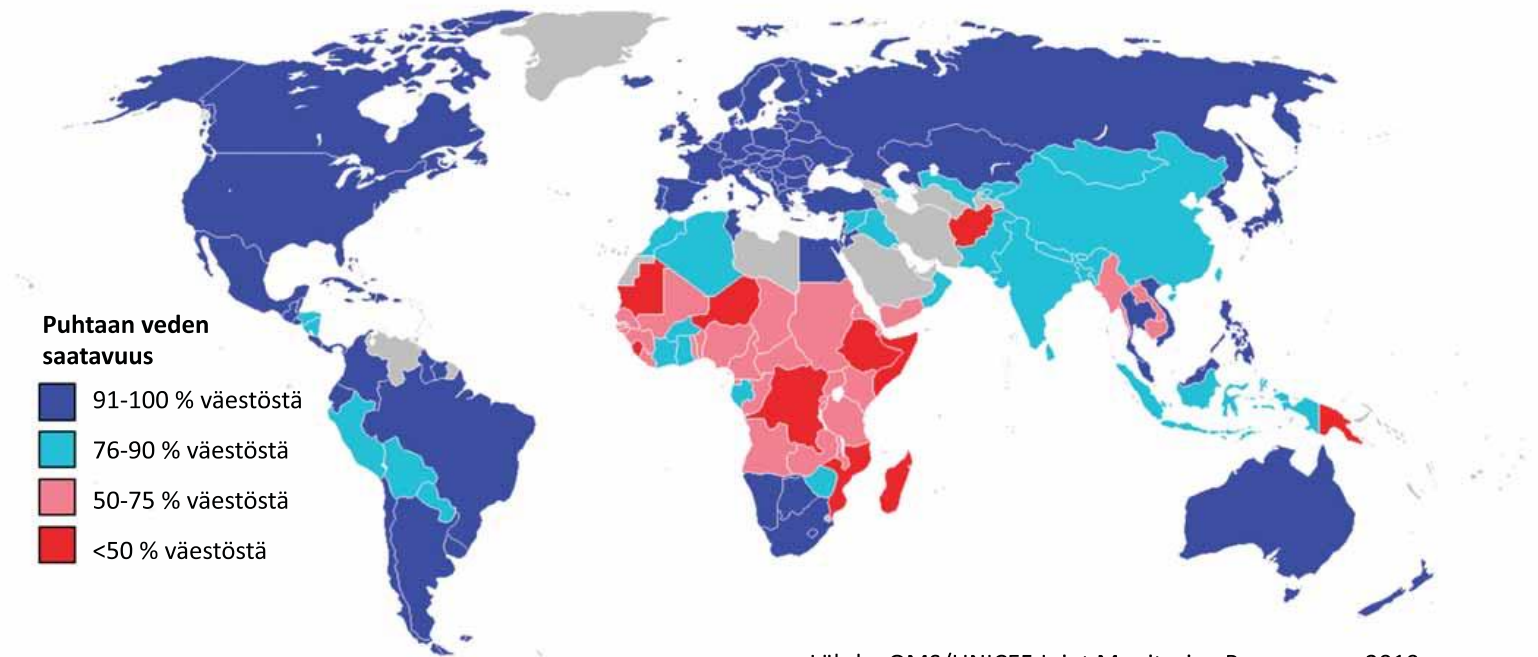 Puhtaan veden
saatavuus
91-100 % väestöstä
76-90 % väestöstä
50-75 % väestöstä
<50 % väestöstä